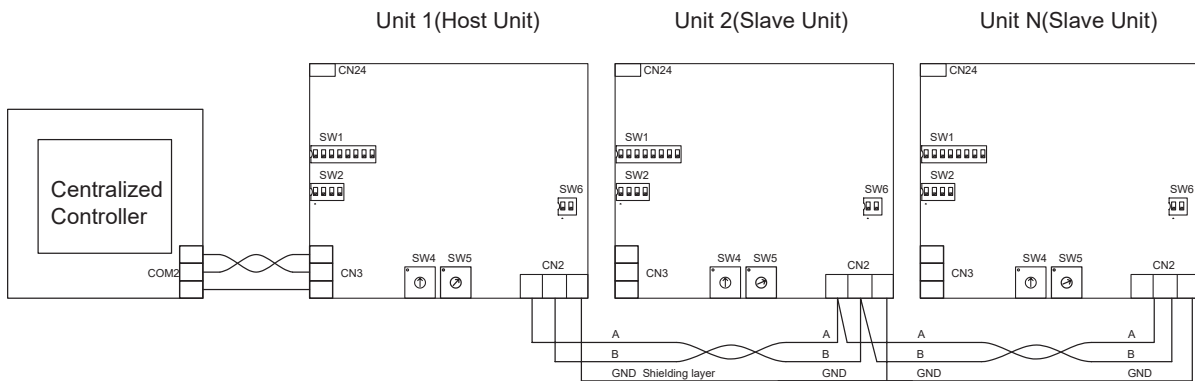 Unit 1(Host Unit)
Unit 2(Slave Unit)
Unit N(Slave Unit)
Centralized
Controller
COM2
CN24
SW1
SW2
SW6
CN3
SW4
SW5
CN2
CN24
SW1
SW2
SW6
CN3
SW4
SW5
CN2
CN24
SW1
SW2
SW6
CN3
SW4
SW5
CN2
A
A
A
A
B
B
B
B
GND Shielding layer
GND
GND
GND